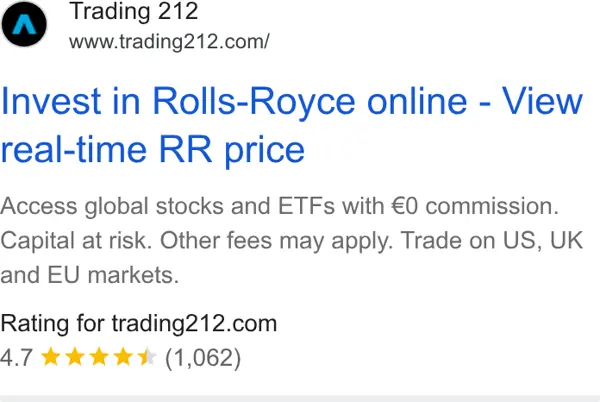 Trading 212
www.trading212.com/
Invest in Rolls-Royce online - View
real-time RR price
Access global stocks and ETFs with €0 commission.
Capital at risk. Other fees may apply. Trade on US, UK
and EU markets.
Rating for trading212.com
4.7 ★★★★⯪ (1,062)